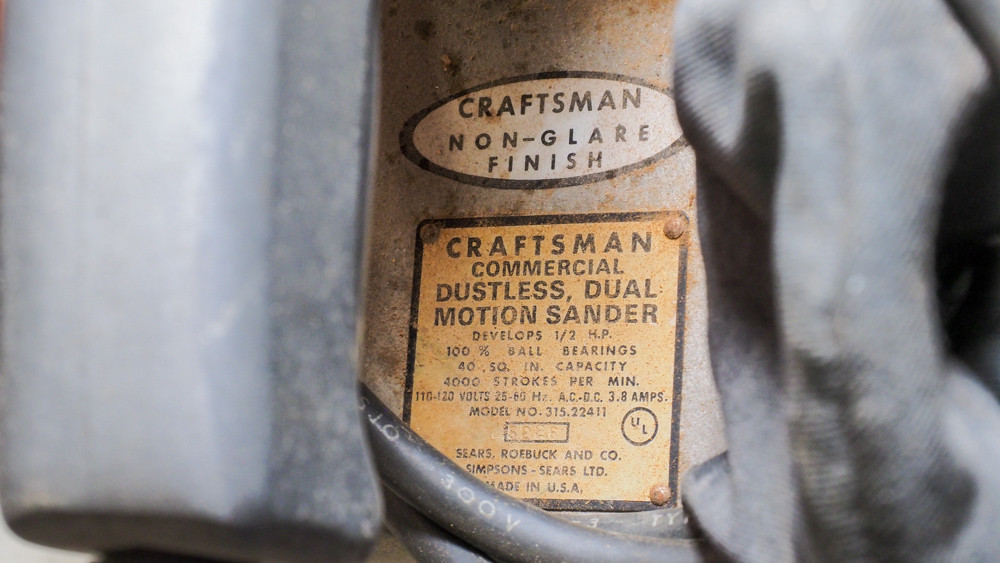 CRAFTSMAN
NON-GLARE
FINISH
CRAFTSMAN
COMMERCIAL
DUSTLESS, DUAL
MOTION SANDER
DEVELOPS 1/2 H.P.
100 % BALL BEARINGS
40 SQ. IN. CAPACITY
4000 STROKES PER MIN.
110-120 VOLTS 25-60 Hz. A.C.-D.C. 3.8 AMPS.
MODEL NO. 315.22411
UL
SEARS, ROEBUCK AND CO.
SIMPSONS - SEARS LTD.
MADE IN U.S.A.
300V